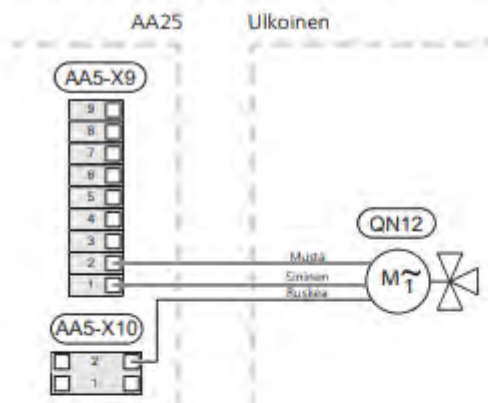 AA25 Ulkoinen
AA5-X9
9
8
7
6
5
4
3
2
1
QN12
Musta
Sininen
Ruskea
M~
1
AA5-X10
2
1